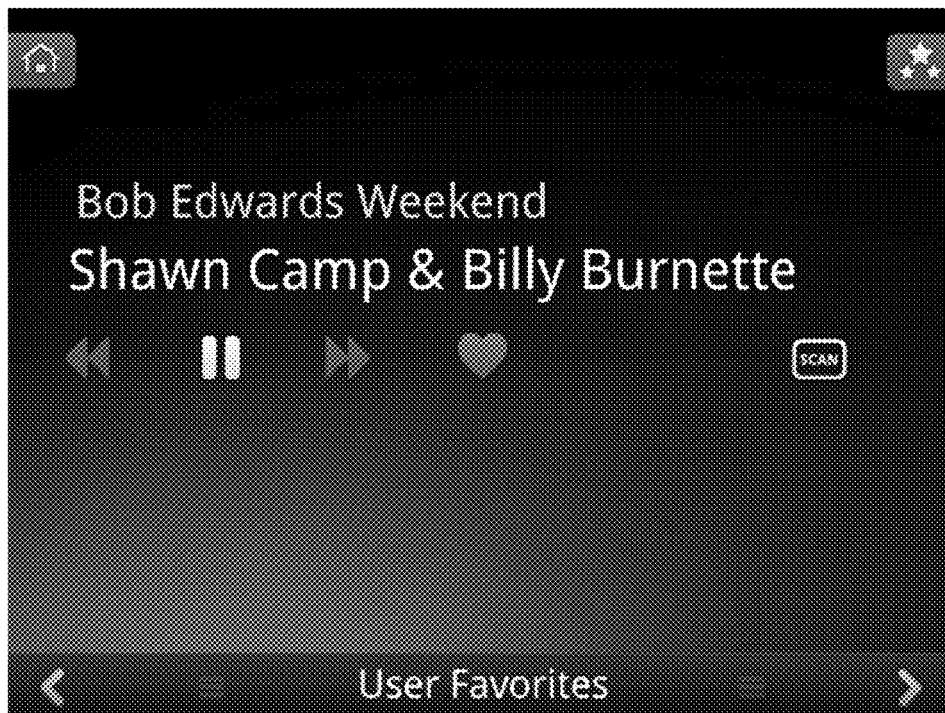 Bob Edwards Weekend
Shawn Camp & Billy Burnette
SCAN
User Favorites